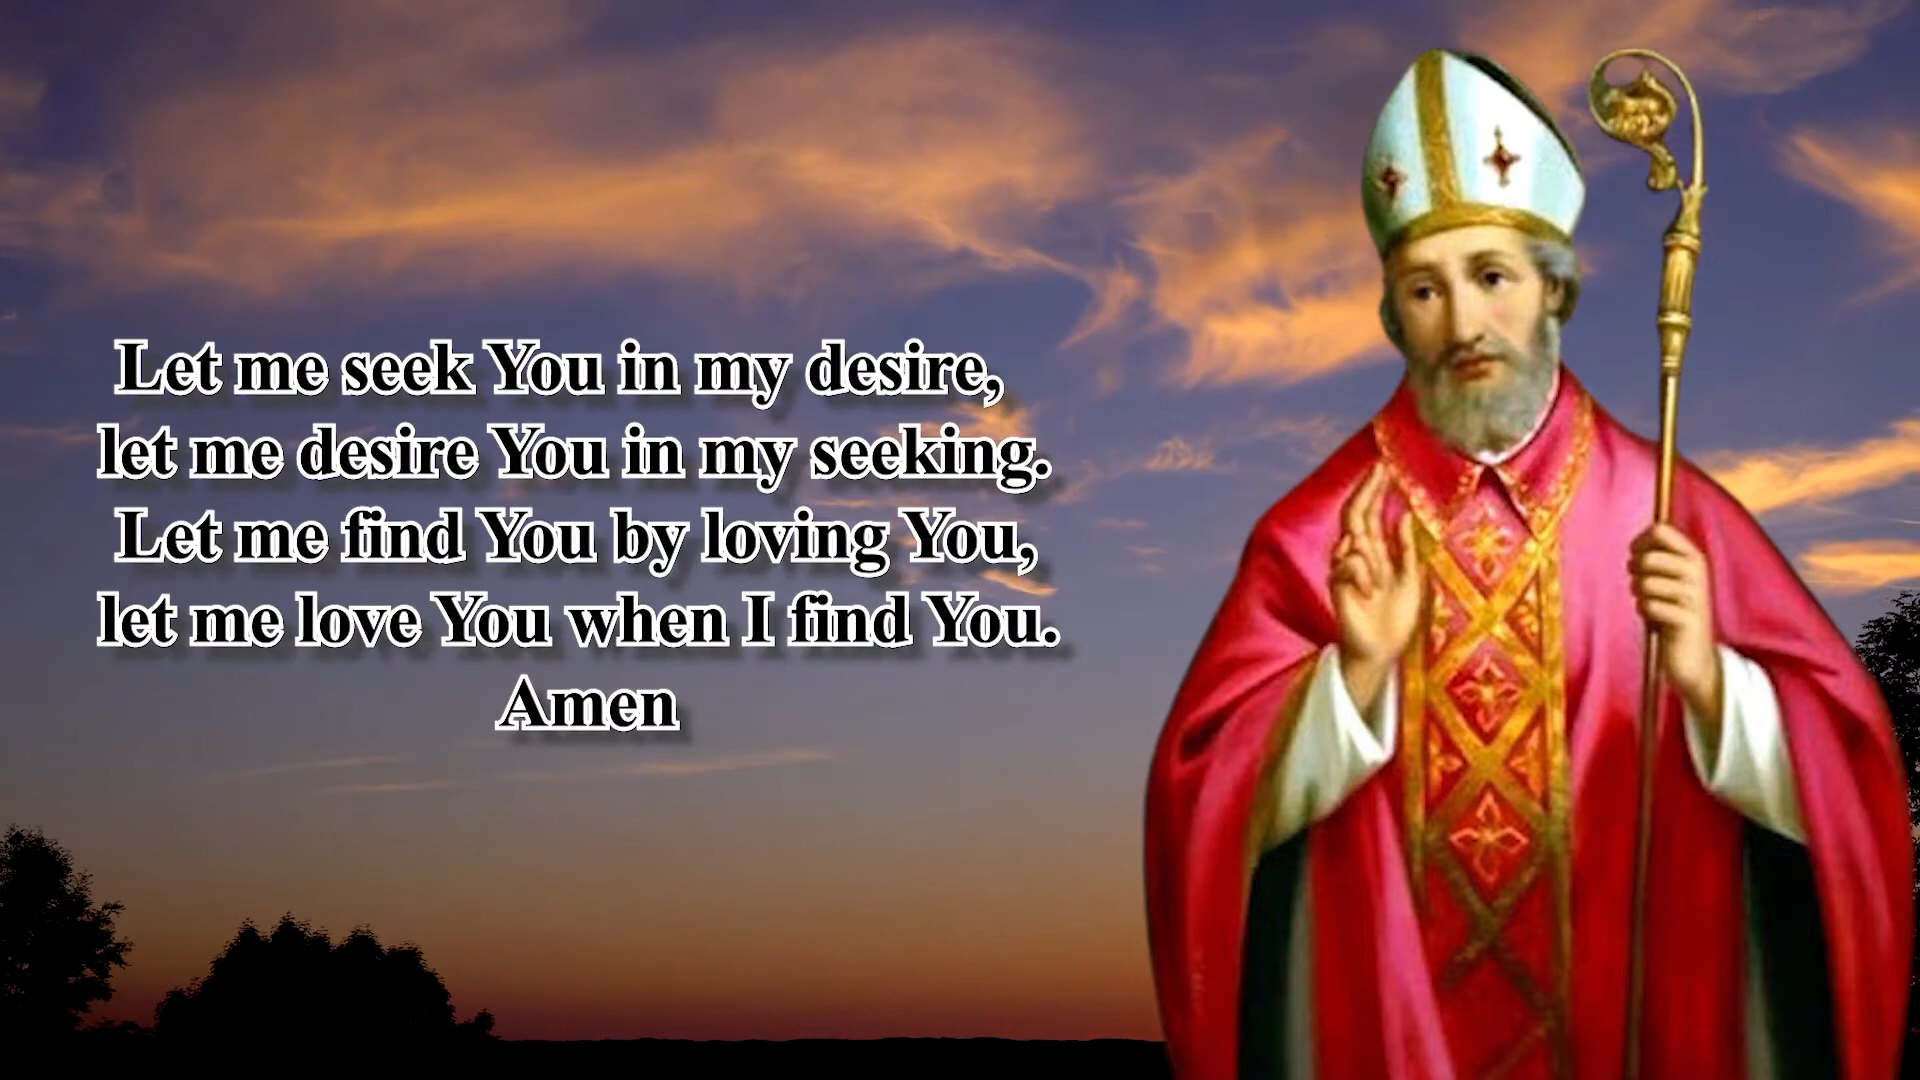 Let me seek You in my desire,
let me desire You in my seeking.
Let me find You by loving You,
let me love You when I find You.
Amen